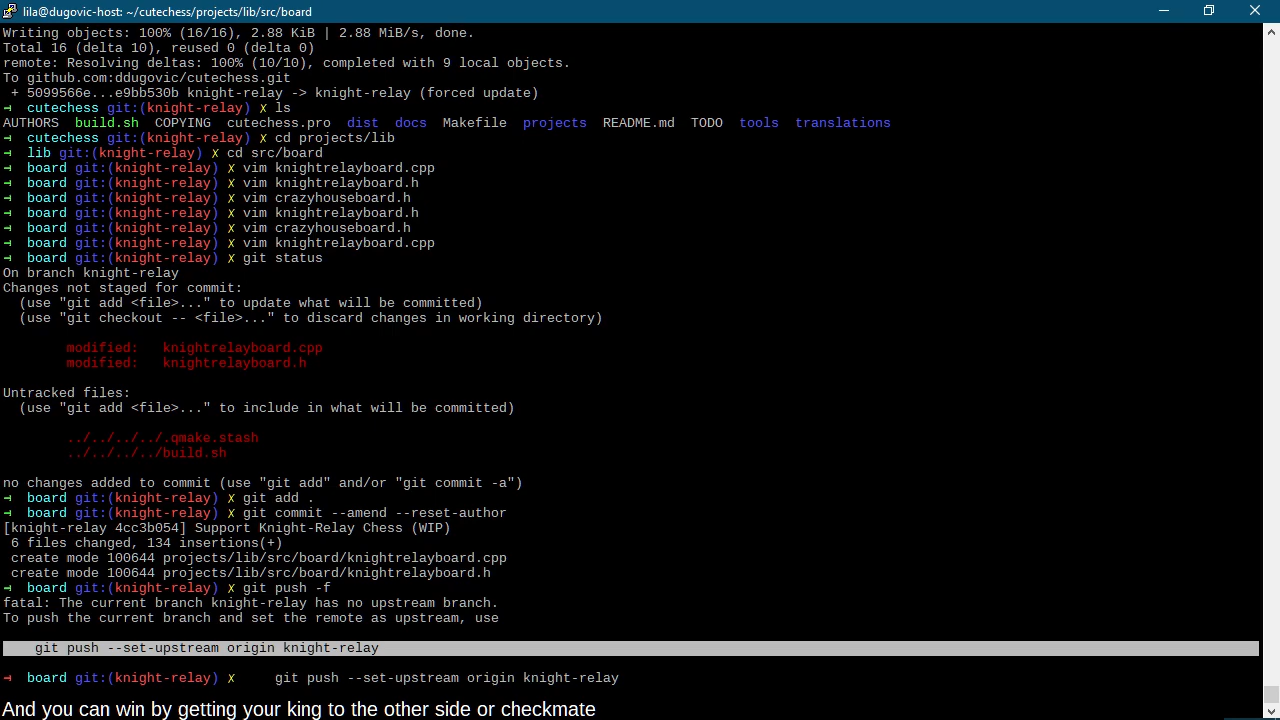 lila@dugovic-host: ~/cutechess/projects/lib/src/board
Writing objects: 100% (16/16), 2.88 KiB | 2.88 MiB/s, done.
Total 16 (delta 10), reused 0 (delta 0)
remote: Resolving deltas: 100% (10/10), completed with 9 local objects.
To github.com:ddugovic/cutechess.git
 + 5099566e...e9bb530b knight-relay -> knight-relay (forced update)
→  cutechess git:(knight-relay) ✗ ls
AUTHORS  build.sh  COPYING  cutechess.pro  dist  docs  Makefile  projects  README.md  TODO  tools  translations
→  cutechess git:(knight-relay) ✗ cd projects/lib
→  lib git:(knight-relay) ✗ cd src/board
→  board git:(knight-relay) ✗ vim knightrelayboard.cpp
→  board git:(knight-relay) ✗ vim knightrelayboard.h
→  board git:(knight-relay) ✗ vim crazyhouseboard.h
→  board git:(knight-relay) ✗ vim knightrelayboard.h
→  board git:(knight-relay) ✗ vim crazyhouseboard.h
→  board git:(knight-relay) ✗ vim knightrelayboard.cpp
→  board git:(knight-relay) ✗ git status
On branch knight-relay
Changes not staged for commit:
  (use "git add <file>..." to update what will be committed)
  (use "git checkout -- <file>..." to discard changes in working directory)
        modified:   knightrelayboard.cpp
        modified:   knightrelayboard.h
Untracked files:
  (use "git add <file>..." to include in what will be committed)
        ../../../../.qmake.stash
        ../../../../build.sh
no changes added to commit (use "git add" and/or "git commit -a")
→  board git:(knight-relay) ✗ git add .
→  board git:(knight-relay) ✗ git commit --amend --reset-author
[knight-relay 4cc3b054] Support Knight-Relay Chess (WIP)
 6 files changed, 134 insertions(+)
 create mode 100644 projects/lib/src/board/knightrelayboard.cpp
 create mode 100644 projects/lib/src/board/knightrelayboard.h
→  board git:(knight-relay) ✗ git push -f
fatal: The current branch knight-relay has no upstream branch.
To push the current branch and set the remote as upstream, use
    git push --set-upstream origin knight-relay
→  board git:(knight-relay) ✗     git push --set-upstream origin knight-relay
And you can win by getting your king to the other side or checkmate